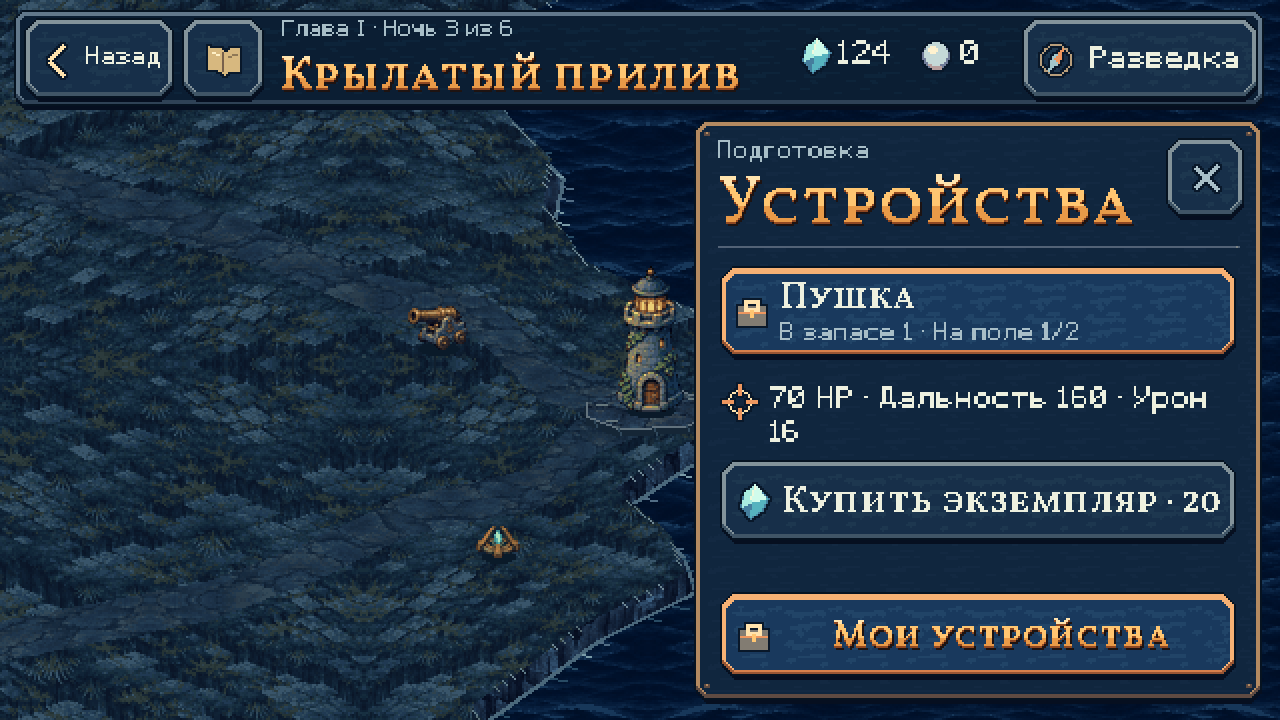 Назад
Глава I · Ночь 3 из 6
Крылатый прилив
124
0
Разведка
Подготовка
Устройства
Пушка
В запасе 1 · На поле 1/2
70 HP · Дальность 160 · Урон
16
Купить экземпляр · 20
Мои устройства